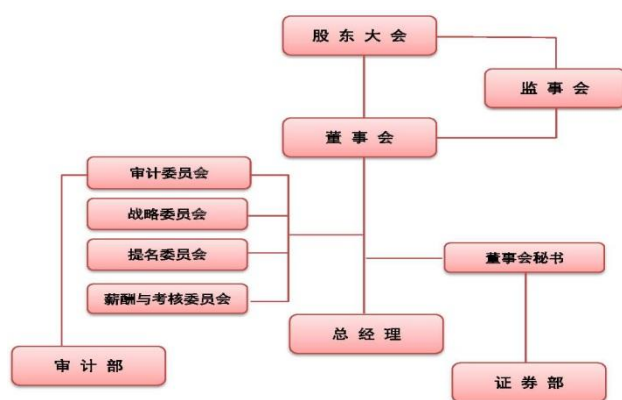 股东大会
监事会
董事会
审计委员会
战略委员会
提名委员会
董事会秘书
薪酬与考核委员会
总经理
审计部
证券部